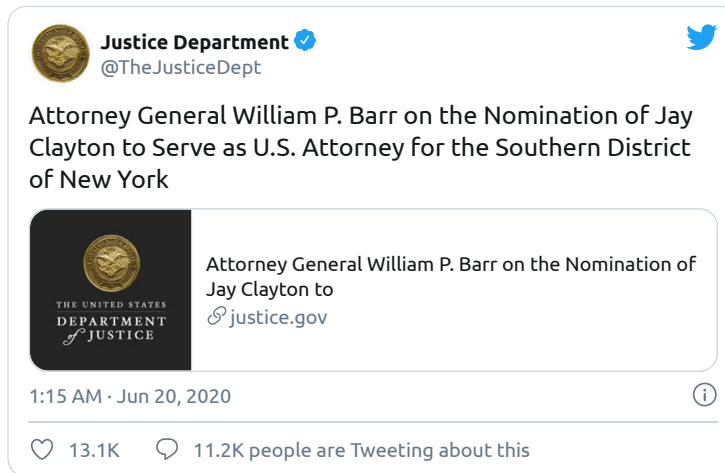 Justice Department
@TheJusticeDept
Attorney General William P. Barr on the Nomination of Jay
Clayton to Serve as U.S. Attorney for the Southern District
of New York
THE UNITED STATES
DEPARTMENT
of JUSTICE
Attorney General William P. Barr on the Nomination of
Jay Clayton to
justice.gov
1:15 AM · Jun 20, 2020
13.1K 11.2K people are Tweeting about this